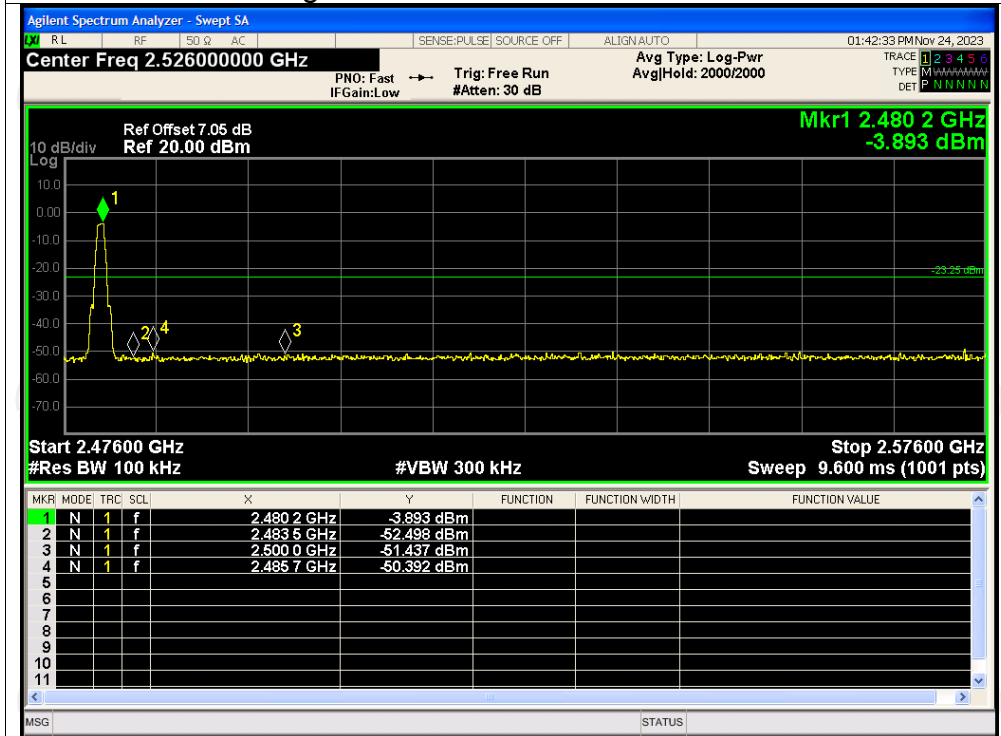 Agilent Spectrum Analyzer - Swept SA
LXI RL RF 50 Ω AC SENSE:PULSE SOURCE OFF ALIGN AUTO 01:42:33 PM Nov 24, 2023
Center Freq 2.526000000 GHz
PNO: Fast
IFGain:Low
Trig: Free Run
#Atten: 30 dB
Avg Type: Log-Pwr
Avg|Hold: 2000/2000
TRACE 1 2 3 4 5 6
TYPE M
DET P N N N N N
Mkr1 2.480 2 GHz
-3.893 dBm
Ref Offset 7.05 dB
10 dB/div Ref 20.00 dBm
Log
10.0
0.00
-10.0
-20.0
-30.0
-40.0
-50.0
-60.0
-70.0
1
-23.25 dBm
2 4 3
Start 2.47600 GHz Stop 2.57600 GHz
#Res BW 100 kHz #VBW 300 kHz Sweep 9.600 ms (1001 pts)
MKR MODE TRC SCL X Y FUNCTION FUNCTION WIDTH FUNCTION VALUE
1 N 1 f 2.480 2 GHz -3.893 dBm
2 N 1 f 2.483 5 GHz -52.498 dBm
3 N 1 f 2.500 0 GHz -51.437 dBm
4 N 1 f 2.485 7 GHz -50.392 dBm
5
6
7
8
9
10
11
MSG STATUS